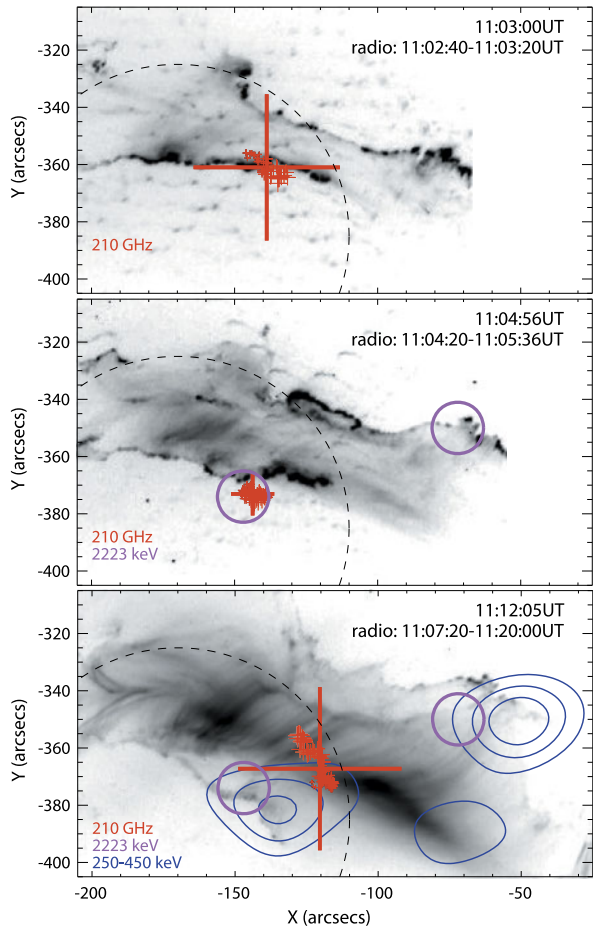 11:03:00UT
radio: 11:02:40-11:03:20UT
-320
-340
-360
-380
-400
Y (arcsecs)
210 GHz
11:04:56UT
radio: 11:04:20-11:05:36UT
-320
-340
-360
-380
-400
Y (arcsecs)
210 GHz
2223 keV
11:12:05UT
radio: 11:07:20-11:20:00UT
-320
-340
-360
-380
-400
Y (arcsecs)
210 GHz
2223 keV
250-450 keV
-200
-150
-100
-50
X (arcsecs)